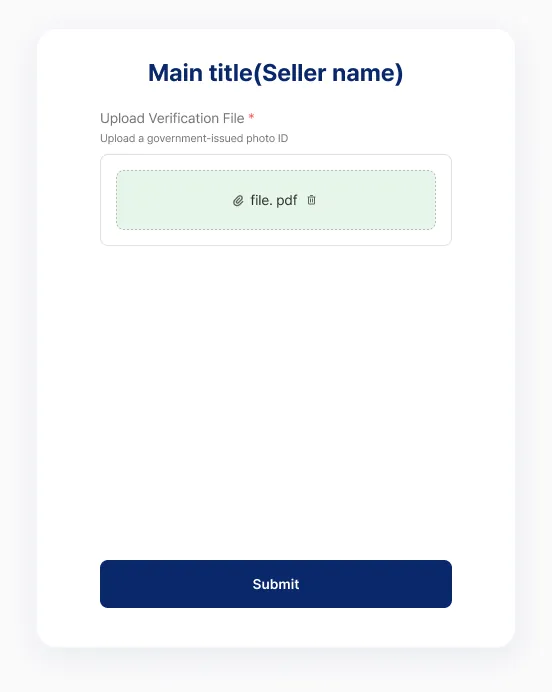 Main title(Seller name)
Upload Verification File *
Upload a government-issued photo ID
file. pdf
Submit